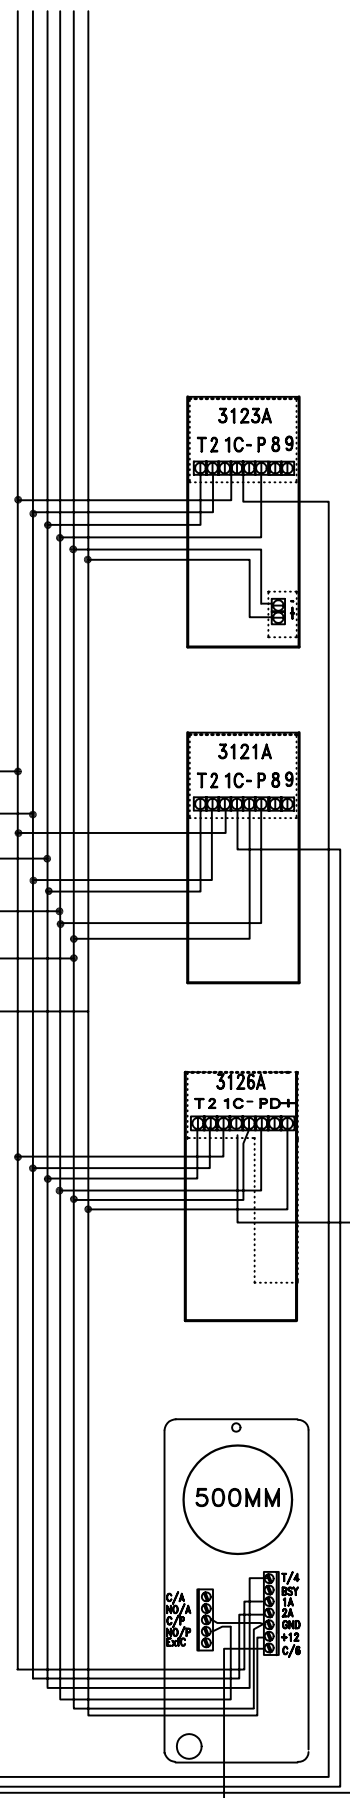 3123A
T 2 1C - P 8 9
- +
3121A
T 2 1C - P 8 9
3126A
T 2 1C - PD+
500MM
C/A
NO/A
C/P
NO/P
Ex/C
T/4
BSY
1A
2A
GND
+12
C/6